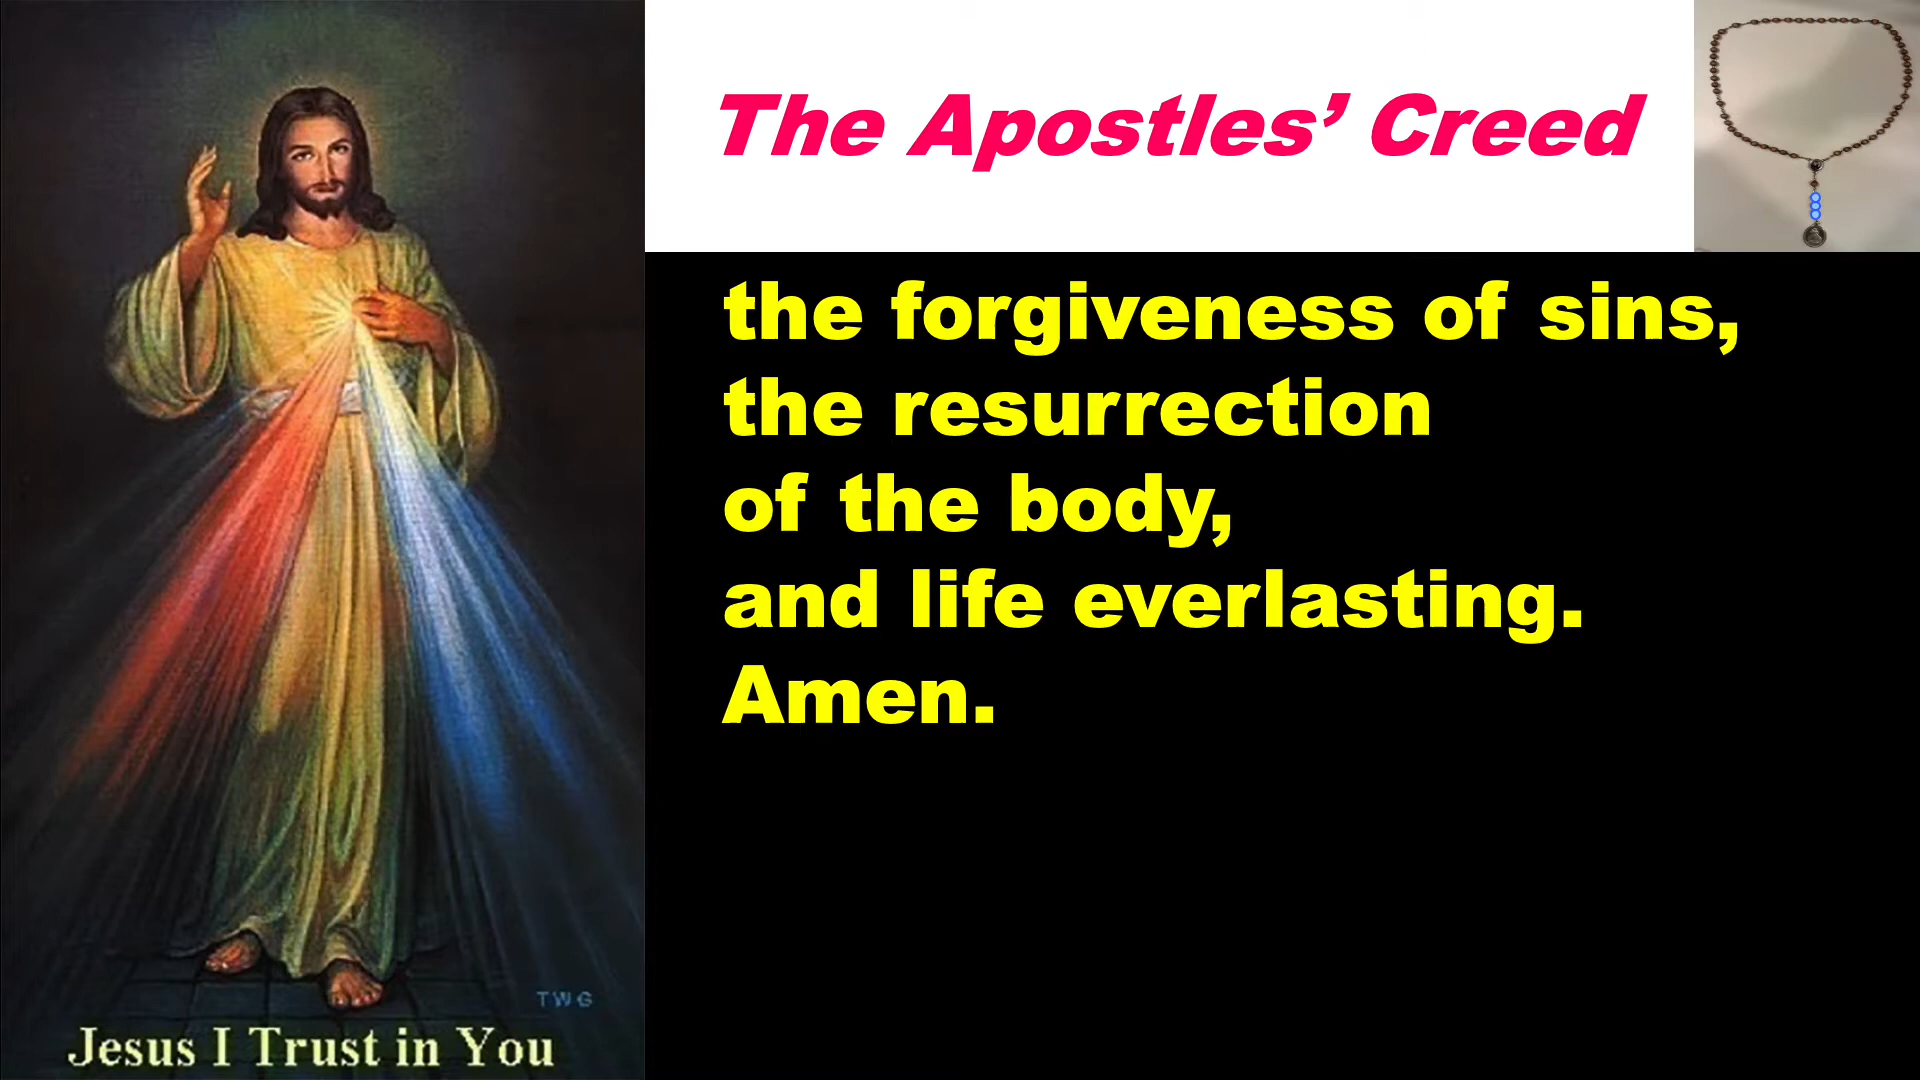 The Apostles’ Creed
the forgiveness of sins,
the resurrection
of the body,
and life everlasting.
Amen.
TWG
Jesus I Trust in You